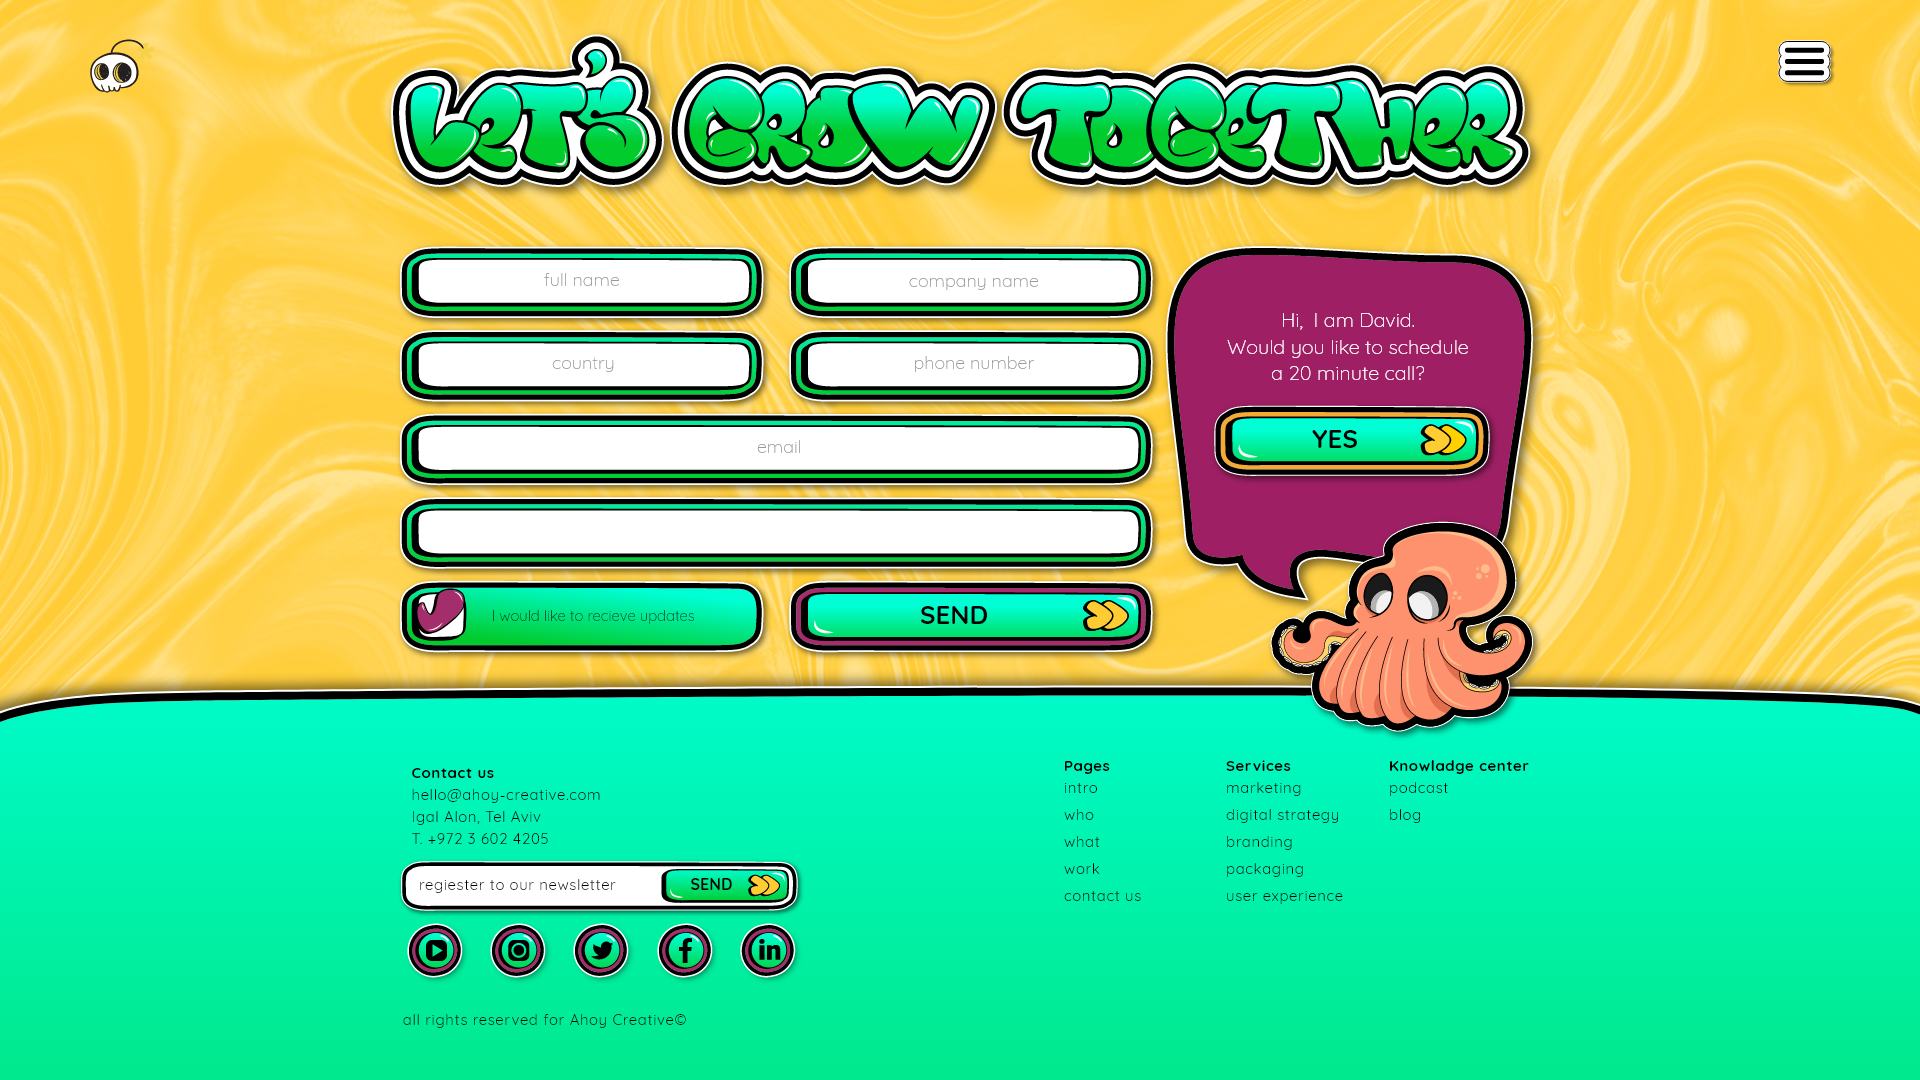 LET'S GROW TOGETHER
full name
company name
country
phone number
email
I would like to recieve updates
SEND
Hi, I am David.
Would you like to schedule
a 20 minute call?
YES
Contact us
hello@ahoy-creative.com
Igal Alon, Tel Aviv
T. +972 3 602 4205
regiester to our newsletter
SEND
all rights reserved for Ahoy Creative©
Pages
intro
who
what
work
contact us
Services
marketing
digital strategy
branding
packaging
user experience
Knowladge center
podcast
blog